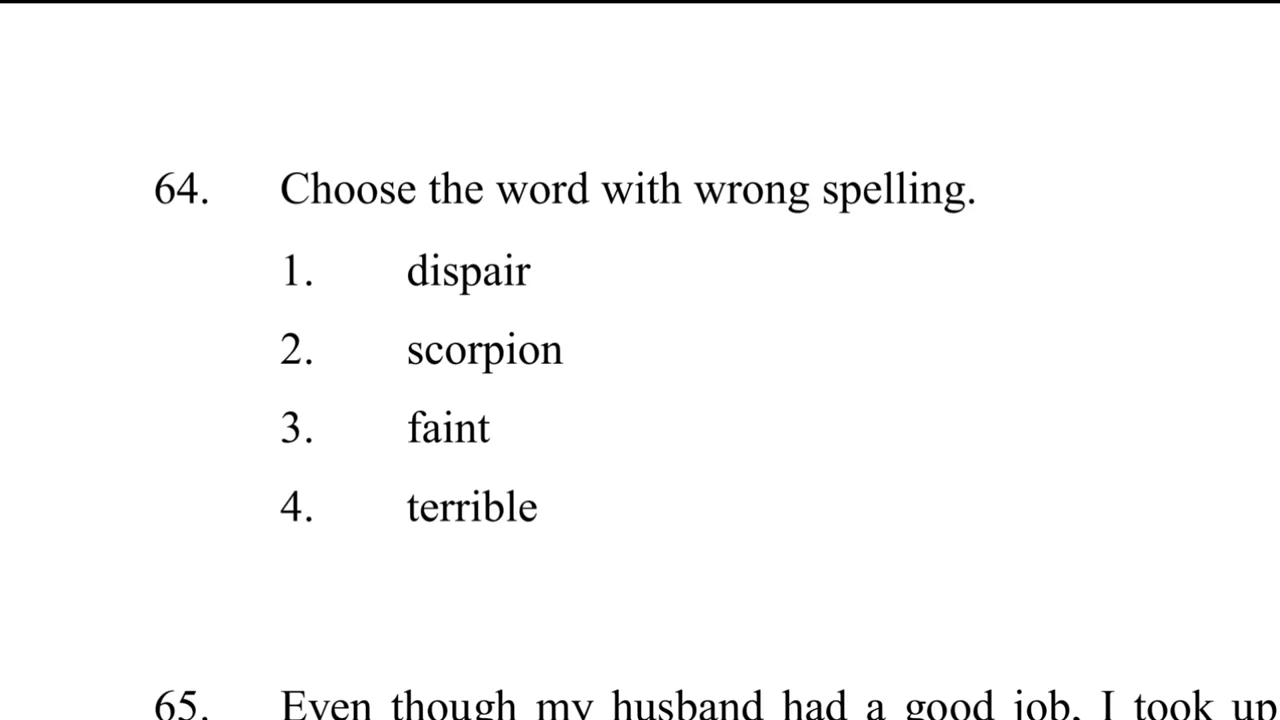 64. Choose the word with wrong spelling.
1. dispair
2. scorpion
3. faint
4. terrible
65. Even though my husband had a good job, I took up